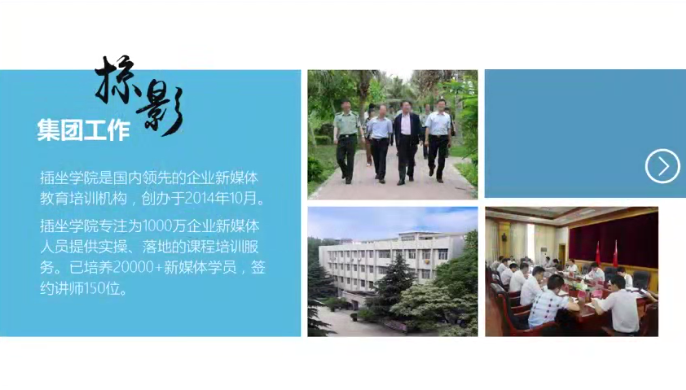 掠影
集团工作
插坐学院是国内领先的企业新媒体
教育培训机构，创办于2014年10月。
插坐学院专注为1000万企业新媒体
人员提供实操、落地的课程培训服
务。已培养20000+新媒体学员，签
约讲师150位。